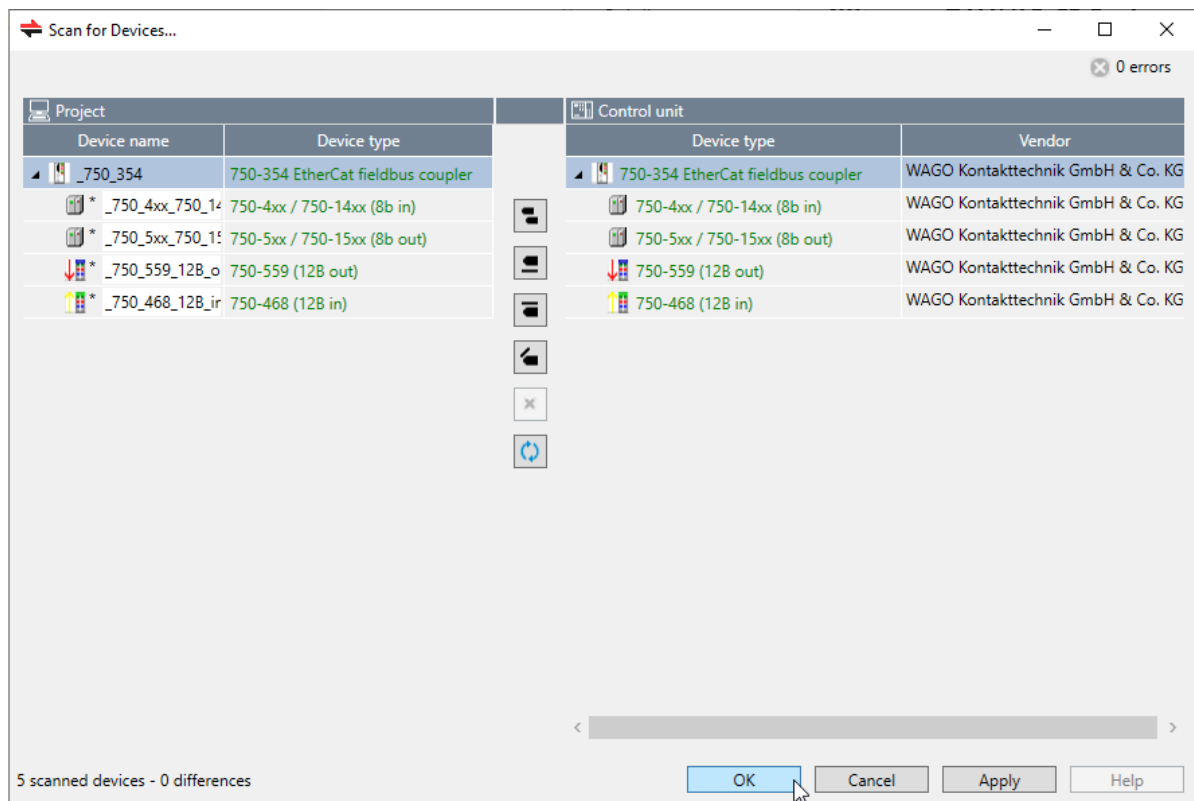 Scan for Devices...
0 errors
Project
Control unit
Device name Device type
Device type Vendor
_750_354 750-354 EtherCat fieldbus coupler
750-354 EtherCat fieldbus coupler WAGO Kontakttechnik GmbH & Co. KG
* _750_4xx_750_14 750-4xx / 750-14xx (8b in)
750-4xx / 750-14xx (8b in) WAGO Kontakttechnik GmbH & Co. KG
* _750_5xx_750_15 750-5xx / 750-15xx (8b out)
750-5xx / 750-15xx (8b out) WAGO Kontakttechnik GmbH & Co. KG
* _750_559_12B_o 750-559 (12B out)
750-559 (12B out) WAGO Kontakttechnik GmbH & Co. KG
* _750_468_12B_in 750-468 (12B in)
750-468 (12B in) WAGO Kontakttechnik GmbH & Co. KG
5 scanned devices - 0 differences
OK Cancel Apply Help